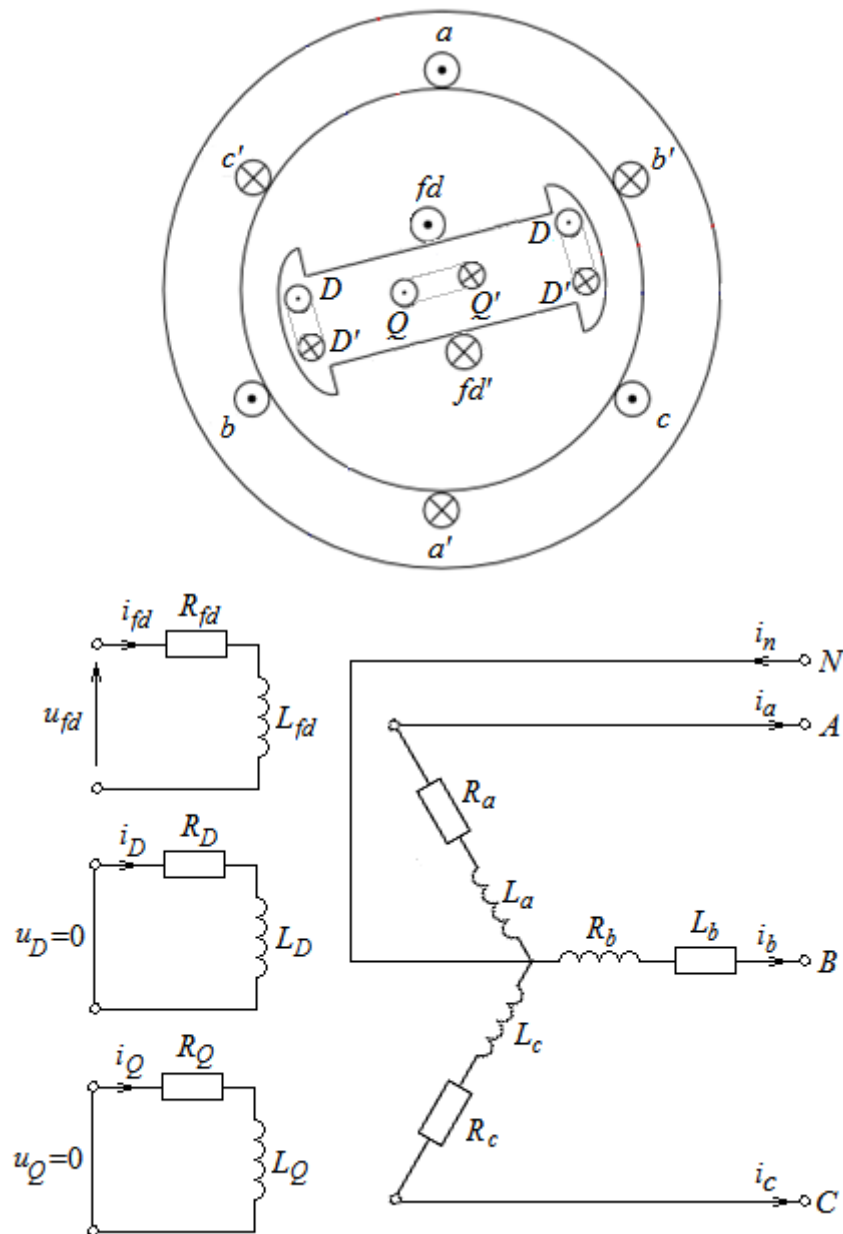 a
c'
b'
fd
D
D
Q'
D'
Q
D'
fd'
b
c
a'
i_fd R_fd
u_fd L_fd
i_D R_D
u_D=0 L_D
i_Q R_Q
u_Q=0 L_Q
i_n N
i_a A
R_a
L_a
R_b L_b i_b B
L_c
R_c
i_c C